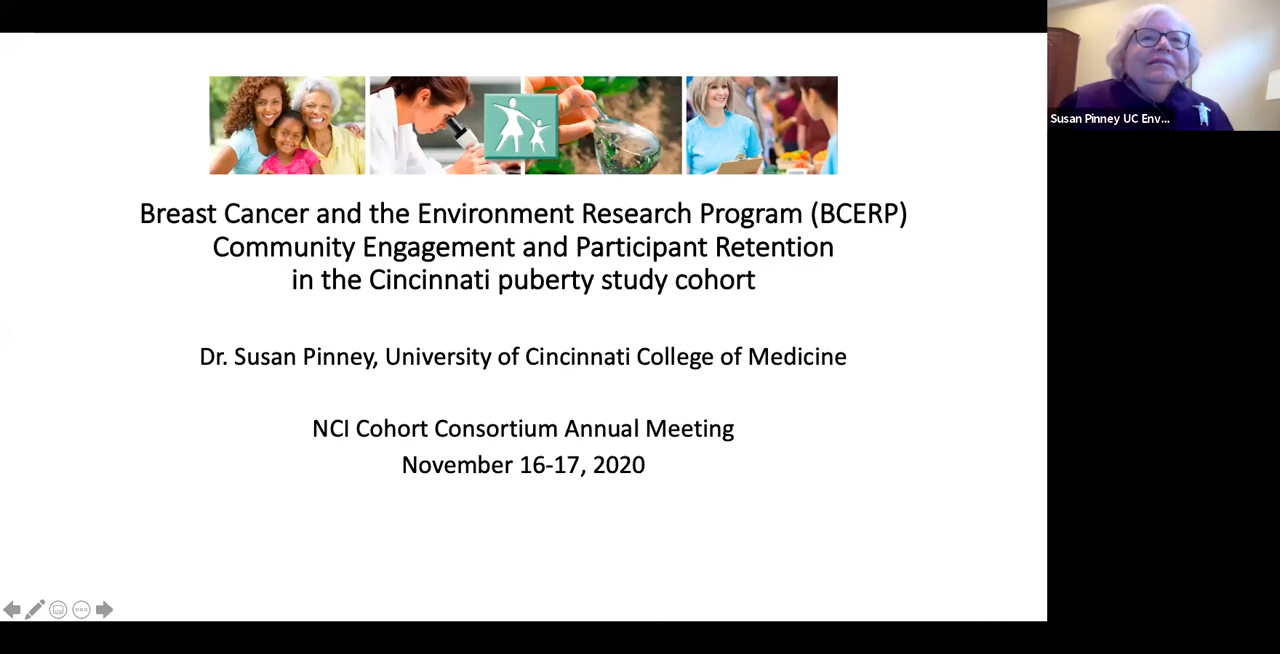 Breast Cancer and the Environment Research Program (BCERP)
Community Engagement and Participant Retention
in the Cincinnati puberty study cohort
Dr. Susan Pinney, University of Cincinnati College of Medicine
NCI Cohort Consortium Annual Meeting
November 16-17, 2020
Susan Pinney UC Env...